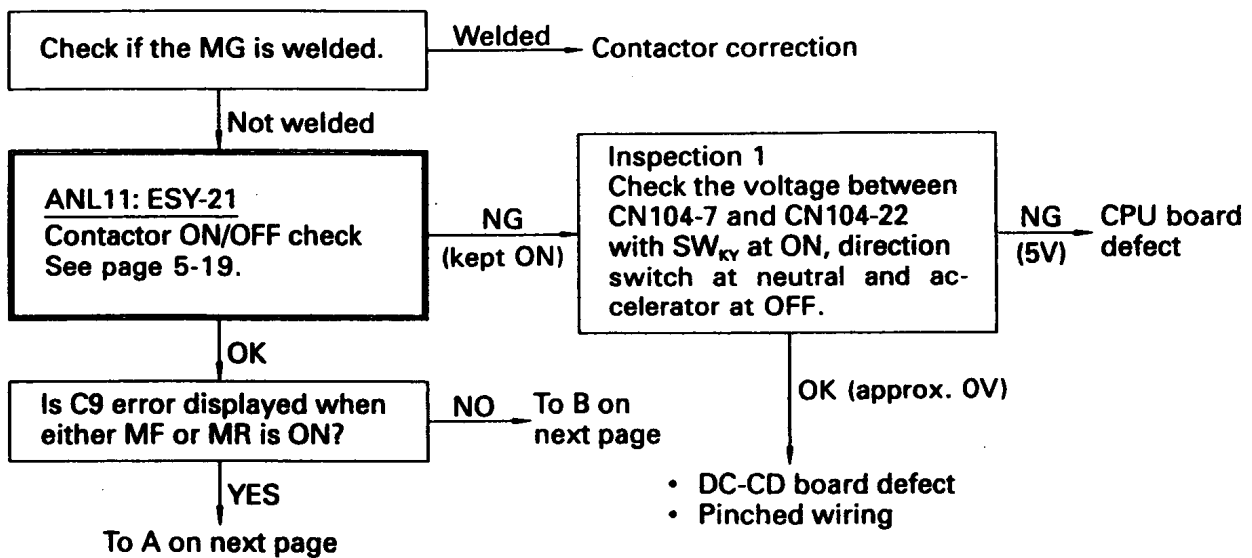 Check if the MG is welded.
Welded
Contactor correction
Not welded
ANL11: ESY-21
Contactor ON/OFF check
See page 5-19.
NG
(kept ON)
Inspection 1
Check the voltage between
CN104-7 and CN104-22
with SWKY at ON, direction
switch at neutral and ac-
celerator at OFF.
NG
(5V)
CPU board
defect
OK
OK (approx. 0V)
Is C9 error displayed when
either MF or MR is ON?
NO
To B on
next page
• DC-CD board defect
• Pinched wiring
YES
To A on next page